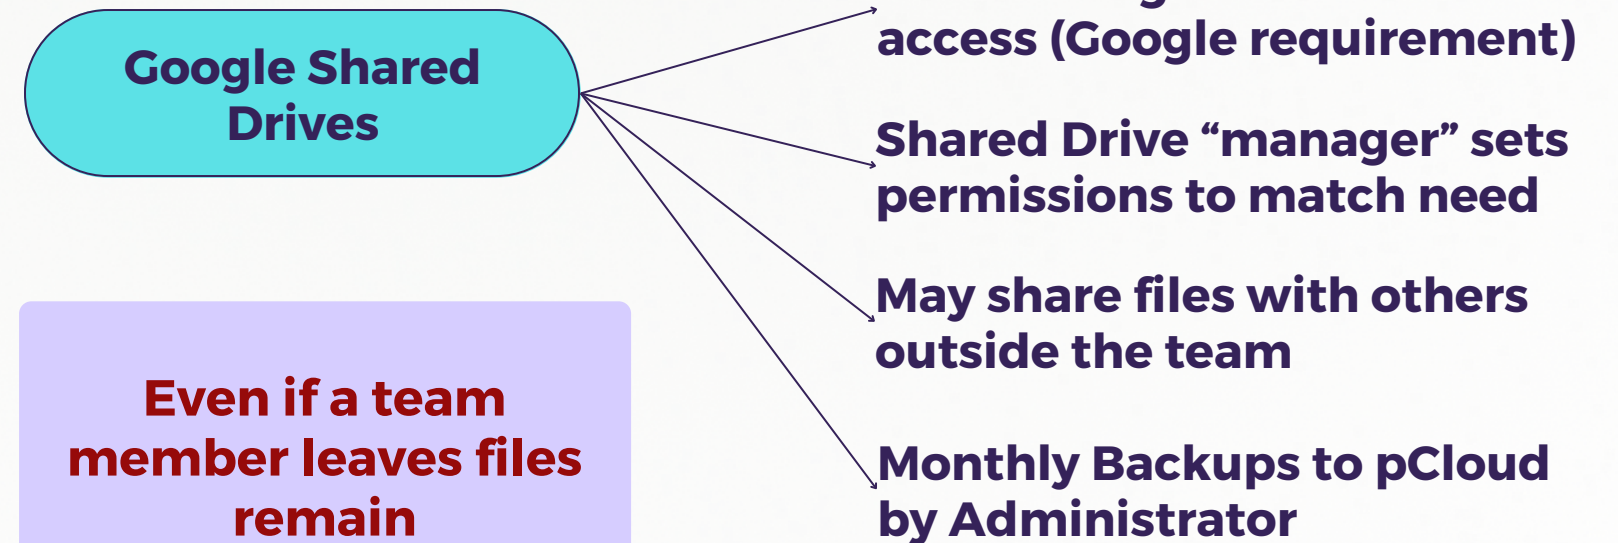 Google Shared
Drives
access (Google requirement)
Shared Drive “manager” sets
permissions to match need
May share files with others
outside the team
Monthly Backups to pCloud
by Administrator
Even if a team
member leaves files
remain